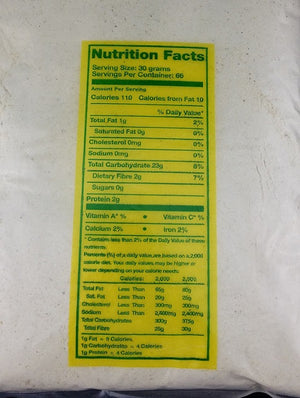 Nutrition Facts
Serving Size: 30 grams
Servings Per Container: 66
Amount Per Serving
Calories 110 Calories from Fat 10
% Daily Value*
Total Fat 1g 2%
Saturated Fat 0g 0%
Cholesterol 0mg 0%
Sodium 0mg 0%
Total Carbohydrate 23g 8%
Dietary Fibre 2g 7%
Sugars 0g
Protein 2g
Vitamin A* % • Vitamin C* %
Calcium 2% • Iron 2%
* Contains less than 2% of the Daily Value of these
nutrients.
Percents (%) of a daily value are based on a 2,000
calorie diet. Your daily values may be higher or
lower depending on your calorie needs:
Calories: 2,000
Total Fat Less Than 65g 80g
Sat. Fat Less Than 20g 25g
Cholesterol Less Than 300mg 300mg
Sodium Less Than 2,400mg 2,400mg
Total Carbohydrates 300g 375g
Total Fibre 25g 30g
1g Fat = 9 Calories
1g Carbohydrates = 4 Calories
1g Protein = 4 Calories